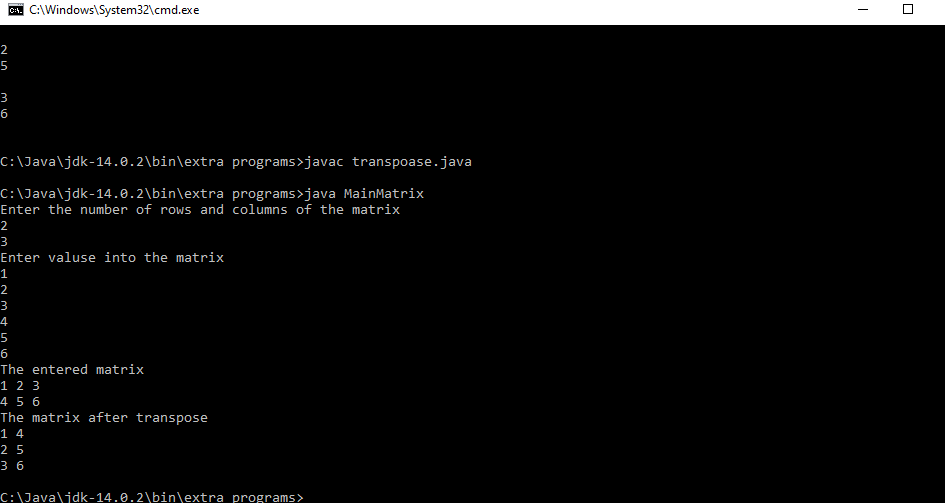 C:\Windows\System32\cmd.exe
2
5
3
6
C:\Java\jdk-14.0.2\bin\extra programs>javac transpoase.java
C:\Java\jdk-14.0.2\bin\extra programs>java MainMatrix
Enter the number of rows and columns of the matrix
2
3
Enter valuse into the matrix
1
2
3
4
5
6
The entered matrix
1 2 3
4 5 6
The matrix after transpose
1 4
2 5
3 6
C:\Java\jdk-14.0.2\bin\extra programs>